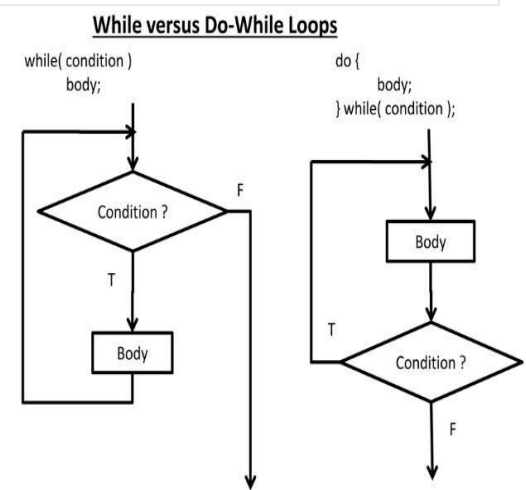 While versus Do-While Loops
while( condition )
body;
F
Condition ?
T
Body
do {
body;
} while( condition );
Body
T
Condition ?
F